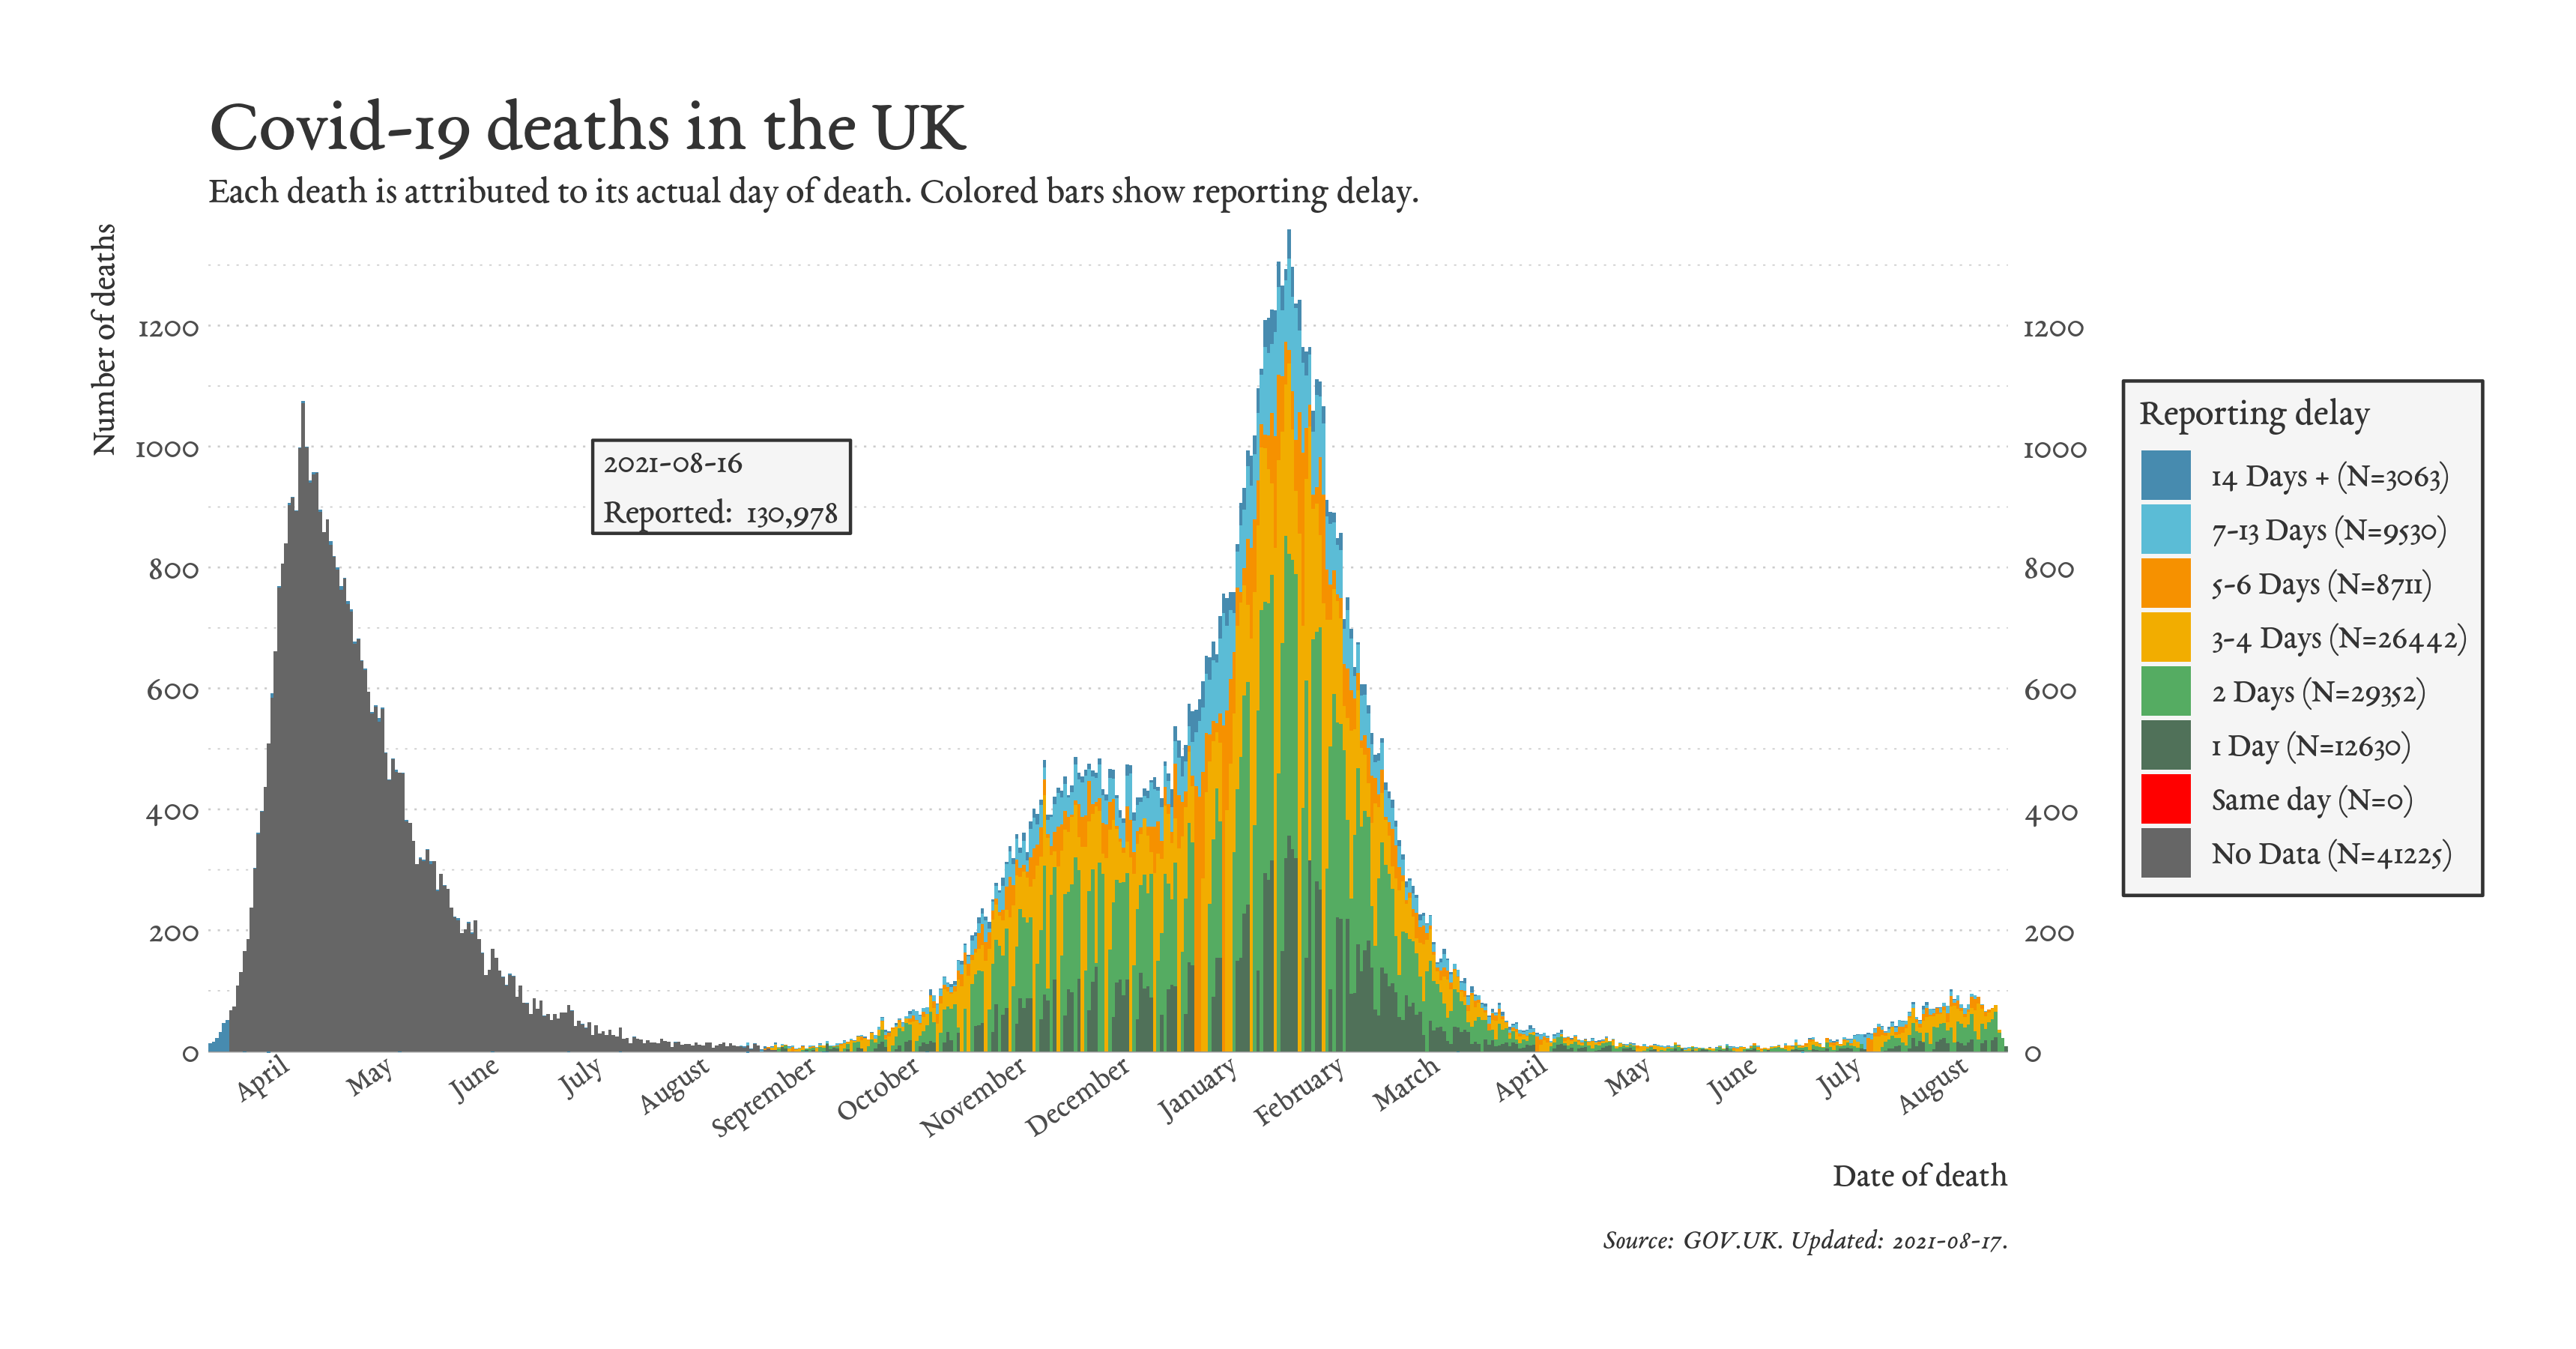 Covid-19 deaths in the UK
Each death is attributed to its actual day of death. Colored bars show reporting delay.
Number of deaths
1200
1000
800
600
400
200
0
2021-08-16
Reported: 130,978
1200
1000
800
600
400
200
0
April
May
June
July
August
September
October
November
December
January
February
March
April
May
June
July
August
Date of death
Reporting delay
14 Days + (N=3063)
7-13 Days (N=9530)
5-6 Days (N=8711)
3-4 Days (N=26442)
2 Days (N=29352)
1 Day (N=12630)
Same day (N=0)
No Data (N=41225)
Source: GOV.UK. Updated: 2021-08-17.